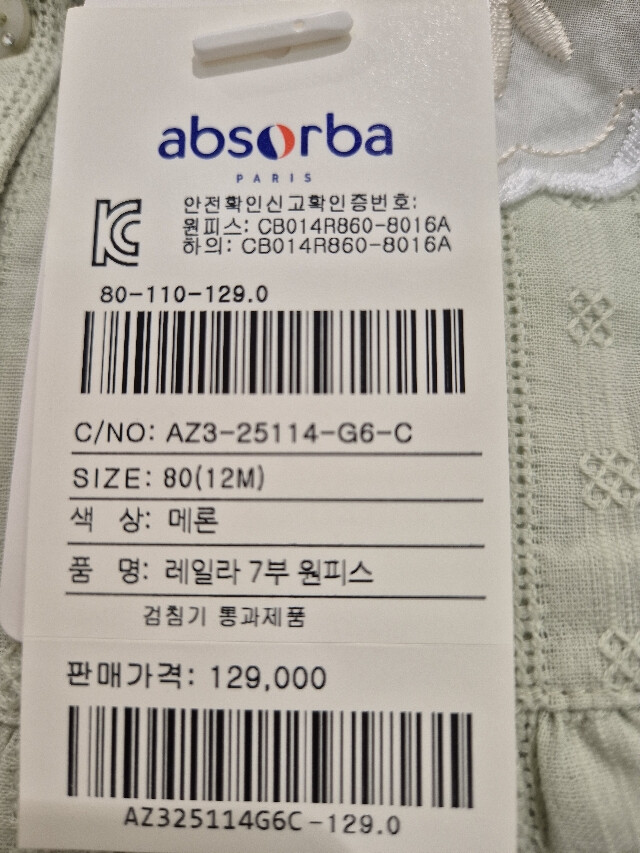 absorba
PARIS
안전확인신고확인증번호:
원피스: CB014R860-8016A
하의: CB014R860-8016A
80-110-129.0
C/NO: AZ3-25114-G6-C
SIZE: 80(12M)
색 상: 메론
품 명: 레일라 7부 원피스
검침기 통과제품
판매가격: 129,000
AZ325114G6C-129.0